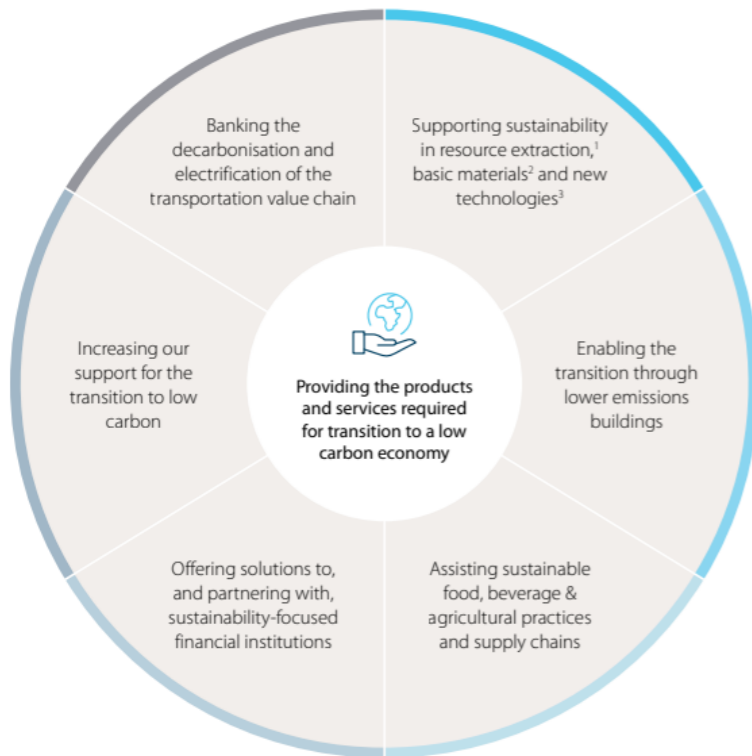 Banking the
decarbonisation and
electrification of the
transportation value chain
Supporting sustainability
in resource extraction,¹
basic materials² and new
technologies³
Increasing our
support for the
transition to low
carbon
Providing the products
and services required
for transition to a low
carbon economy
Enabling the
transition through
lower emissions
buildings
Offering solutions to,
and partnering with,
sustainability-focused
financial institutions
Assisting sustainable
food, beverage &
agricultural practices
and supply chains